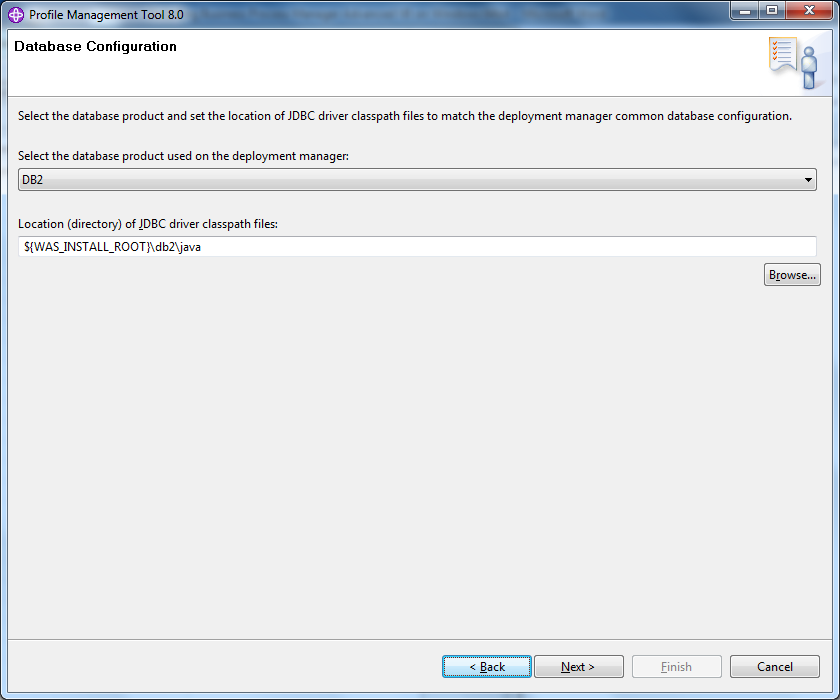 Profile Management Tool 8.0
Database Configuration
Select the database product and set the location of JDBC driver classpath files to match the deployment manager common database configuration.
Select the database product used on the deployment manager:
DB2
Location (directory) of JDBC driver classpath files:
${WAS_INSTALL_ROOT}\db2\java
Browse...
< Back Next > Finish Cancel